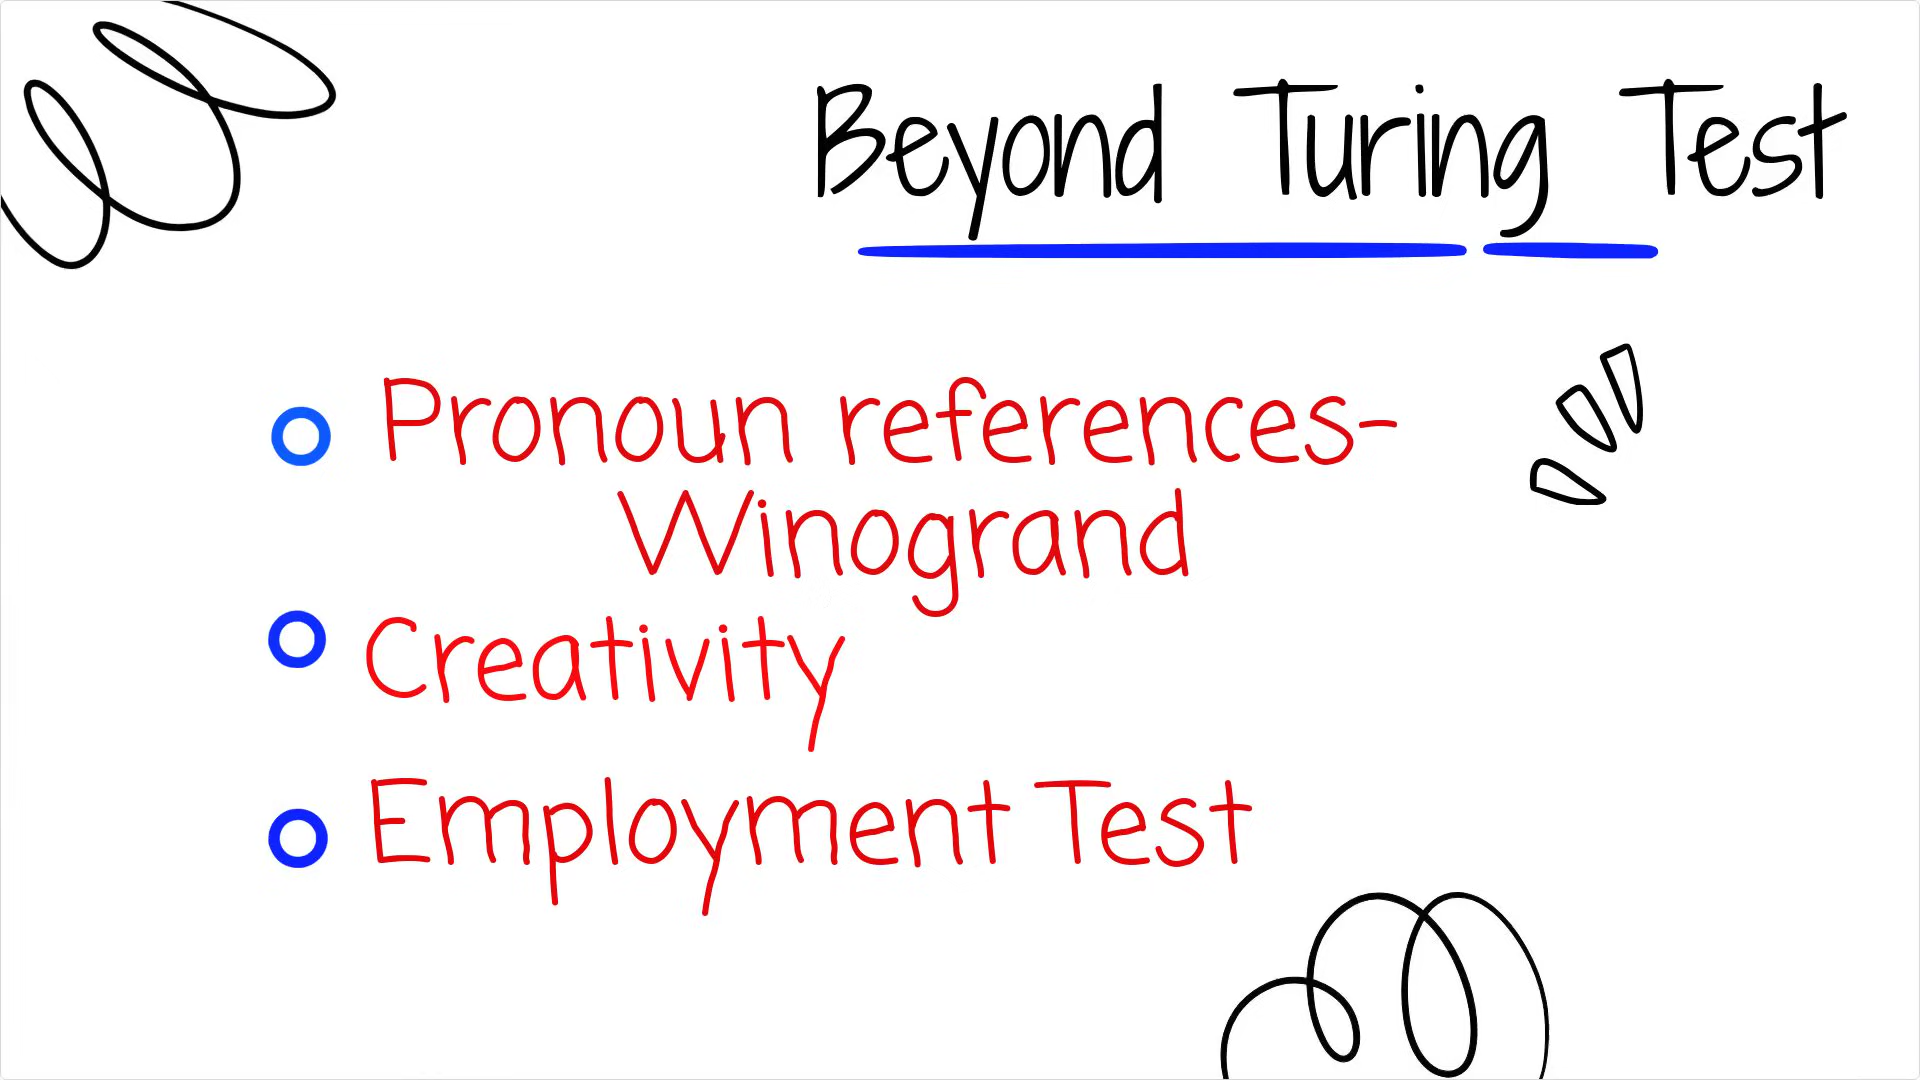 Beyond Turing Test
Pronoun references-
Winogrand
Creativity
Employment Test